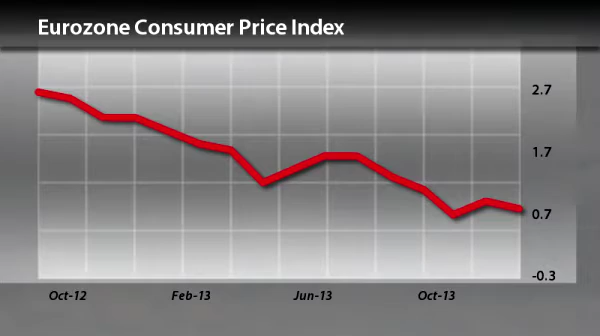 Eurozone Consumer Price Index
2.7
1.7
0.7
-0.3
Oct-12 Feb-13 Jun-13 Oct-13